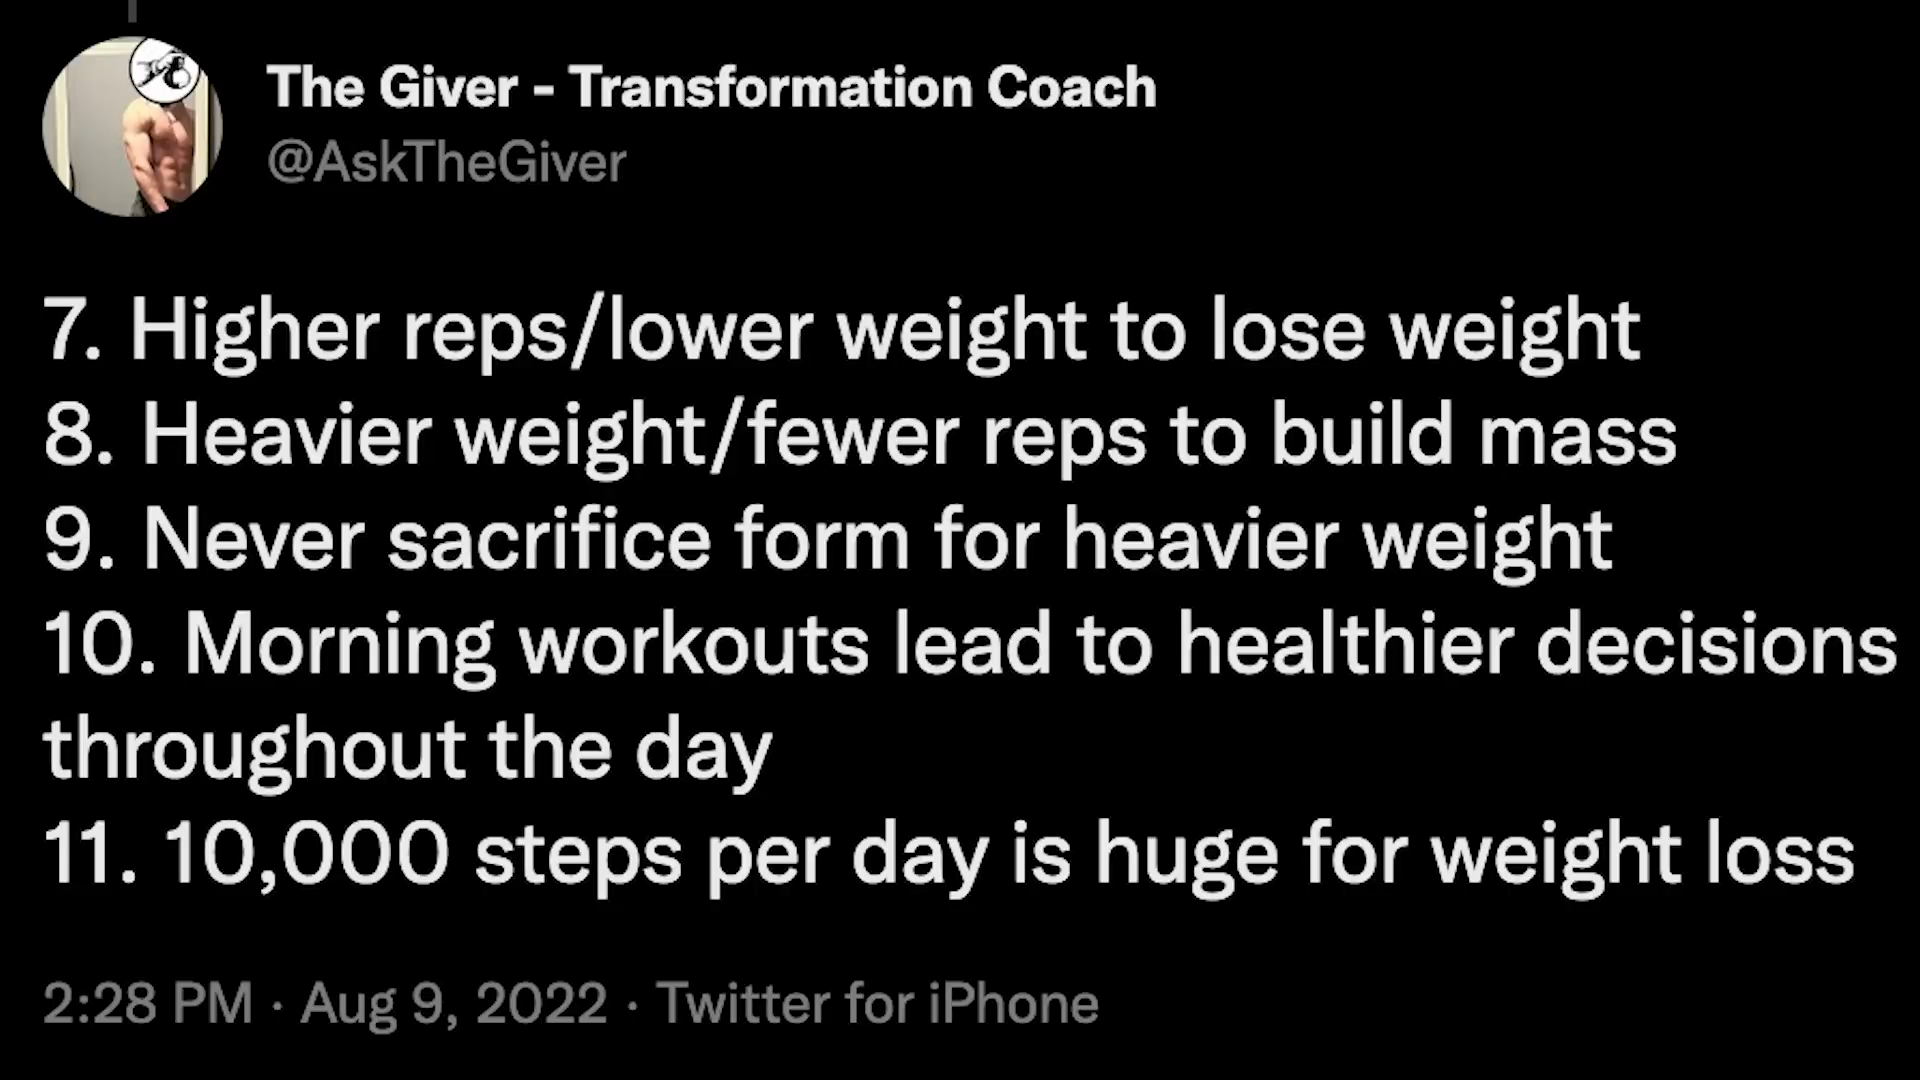 The Giver - Transformation Coach
@AskTheGiver
7. Higher reps/lower weight to lose weight
8. Heavier weight/fewer reps to build mass
9. Never sacrifice form for heavier weight
10. Morning workouts lead to healthier decisions
throughout the day
11. 10,000 steps per day is huge for weight loss
2:28 PM · Aug 9, 2022 · Twitter for iPhone